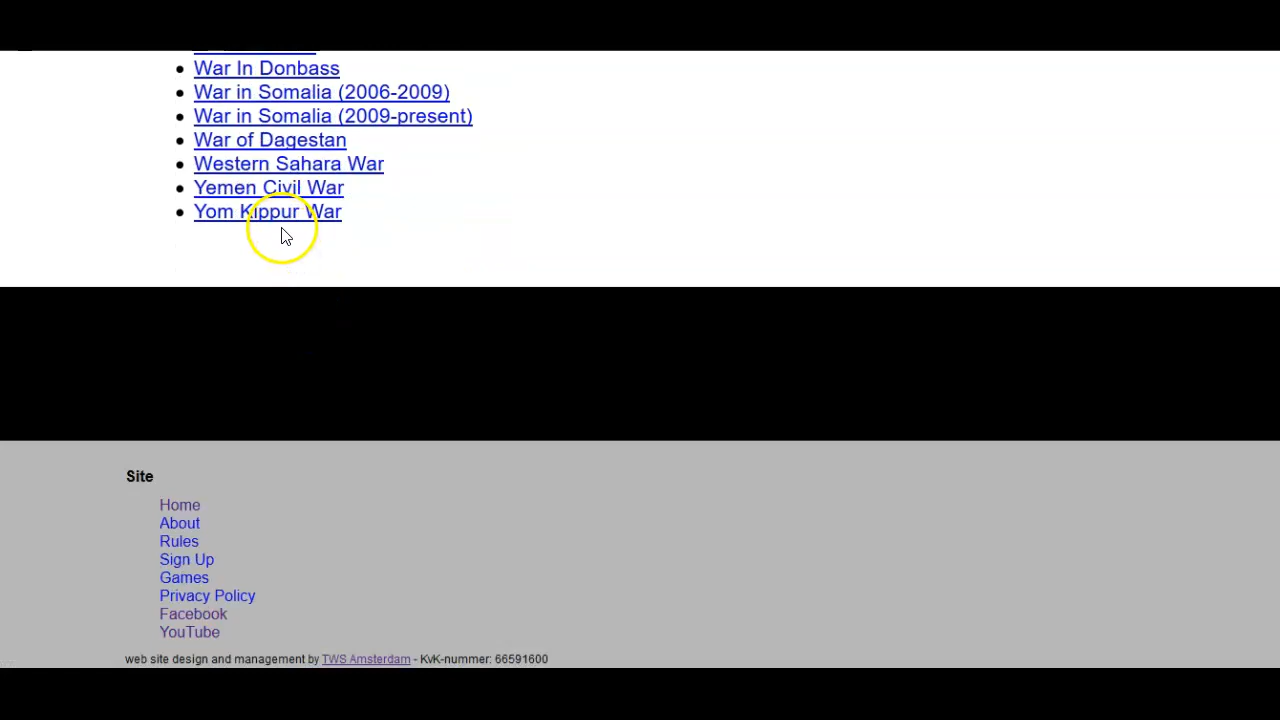 War In Donbass
War in Somalia (2006-2009)
War in Somalia (2009-present)
War of Dagestan
Western Sahara War
Yemen Civil War
Yom Kippur War
Site
Home
About
Rules
Sign Up
Games
Privacy Policy
Facebook
YouTube
web site design and management by TWS Amsterdam - KvK-nummer: 66591600